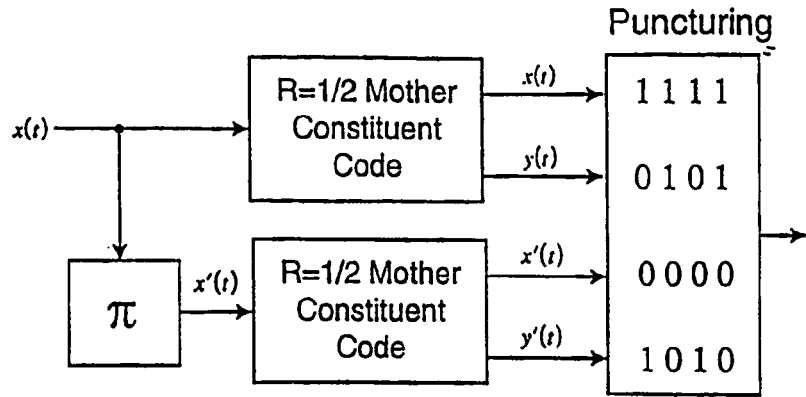 Puncturing
R=1/2 Mother
Constituent
Code
x(t)
x(t)
y(t)
1 1 1 1
0 1 0 1
π
x'(t)
R=1/2 Mother
Constituent
Code
x'(t)
y'(t)
0 0 0 0
1 0 1 0